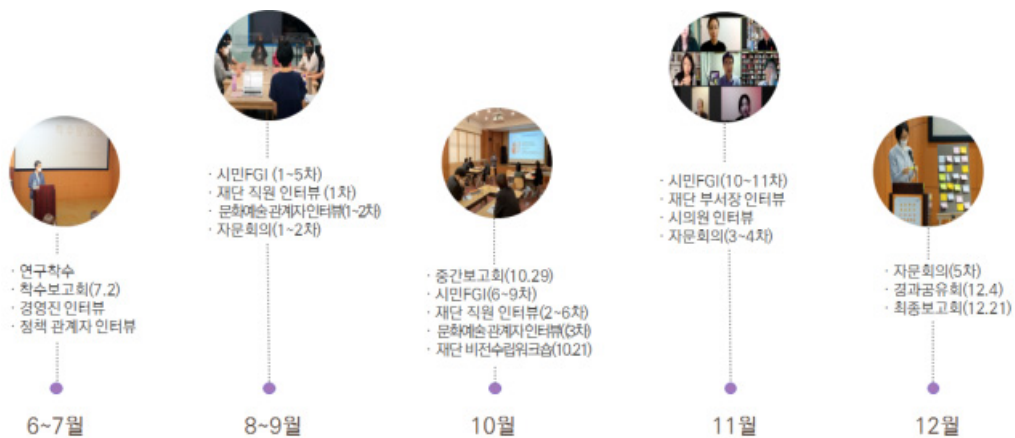 · 시민FGI (1~5차)
· 재단 직원 인터뷰 (1차)
· 문화예술 관계자 인터뷰(1~2차)
· 자문회의(1~2차)
· 시민FGI(10~11차)
· 재단 부서장 인터뷰
· 시의원 인터뷰
· 자문회의(3~4차)
· 연구착수
· 착수보고회(7.2)
· 경영진 인터뷰
· 정책 관계자 인터뷰
· 중간보고회(10.29)
· 시민FGI(6~9차)
· 재단 직원 인터뷰(2~6차)
· 문화예술 관계자 인터뷰(3차)
· 재단 비전수립워크숍(10.21)
· 자문회의(5차)
· 경과공유회(12.4)
· 최종보고회(12.21)
6~7월
8~9월
10월
11월
12월